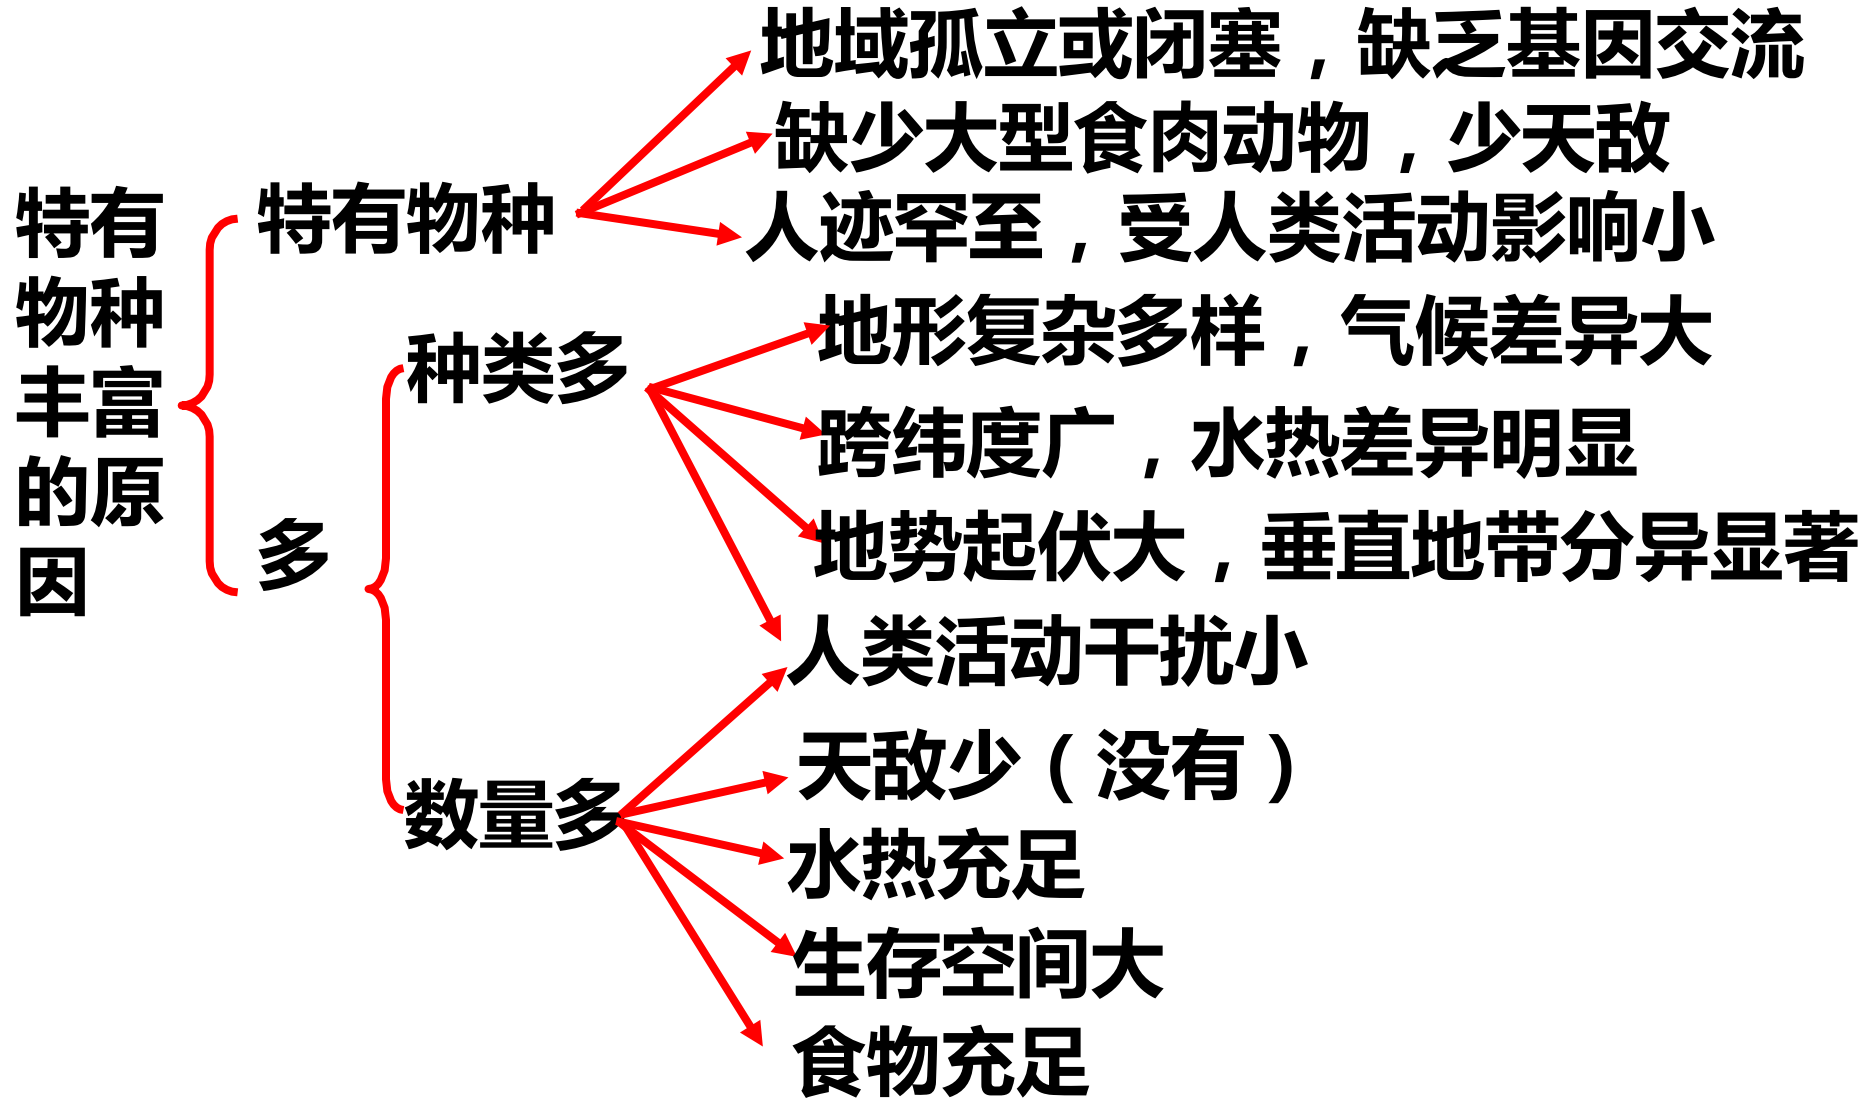 特有
物种
丰富
的原
因
特有物种
地域孤立或闭塞，缺乏基因交流
缺少大型食肉动物，少天敌
人迹罕至，受人类活动影响小
多
种类多
地形复杂多样，气候差异大
跨纬度广，水热差异明显
地势起伏大，垂直地带分异显著
人类活动干扰小
数量多
天敌少（没有）
水热充足
生存空间大
食物充足